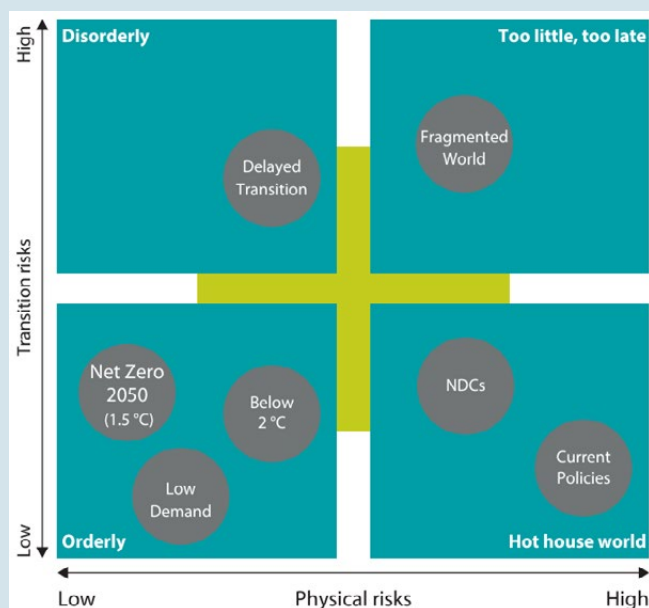 High
Transition risks
Low
Disorderly
Too little, too late
Delayed
Transition
Fragmented
World
Net Zero
2050
(1.5 °C)
Below
2 °C
Low
Demand
NDCs
Current
Policies
Orderly
Hot house world
Low
Physical risks
High